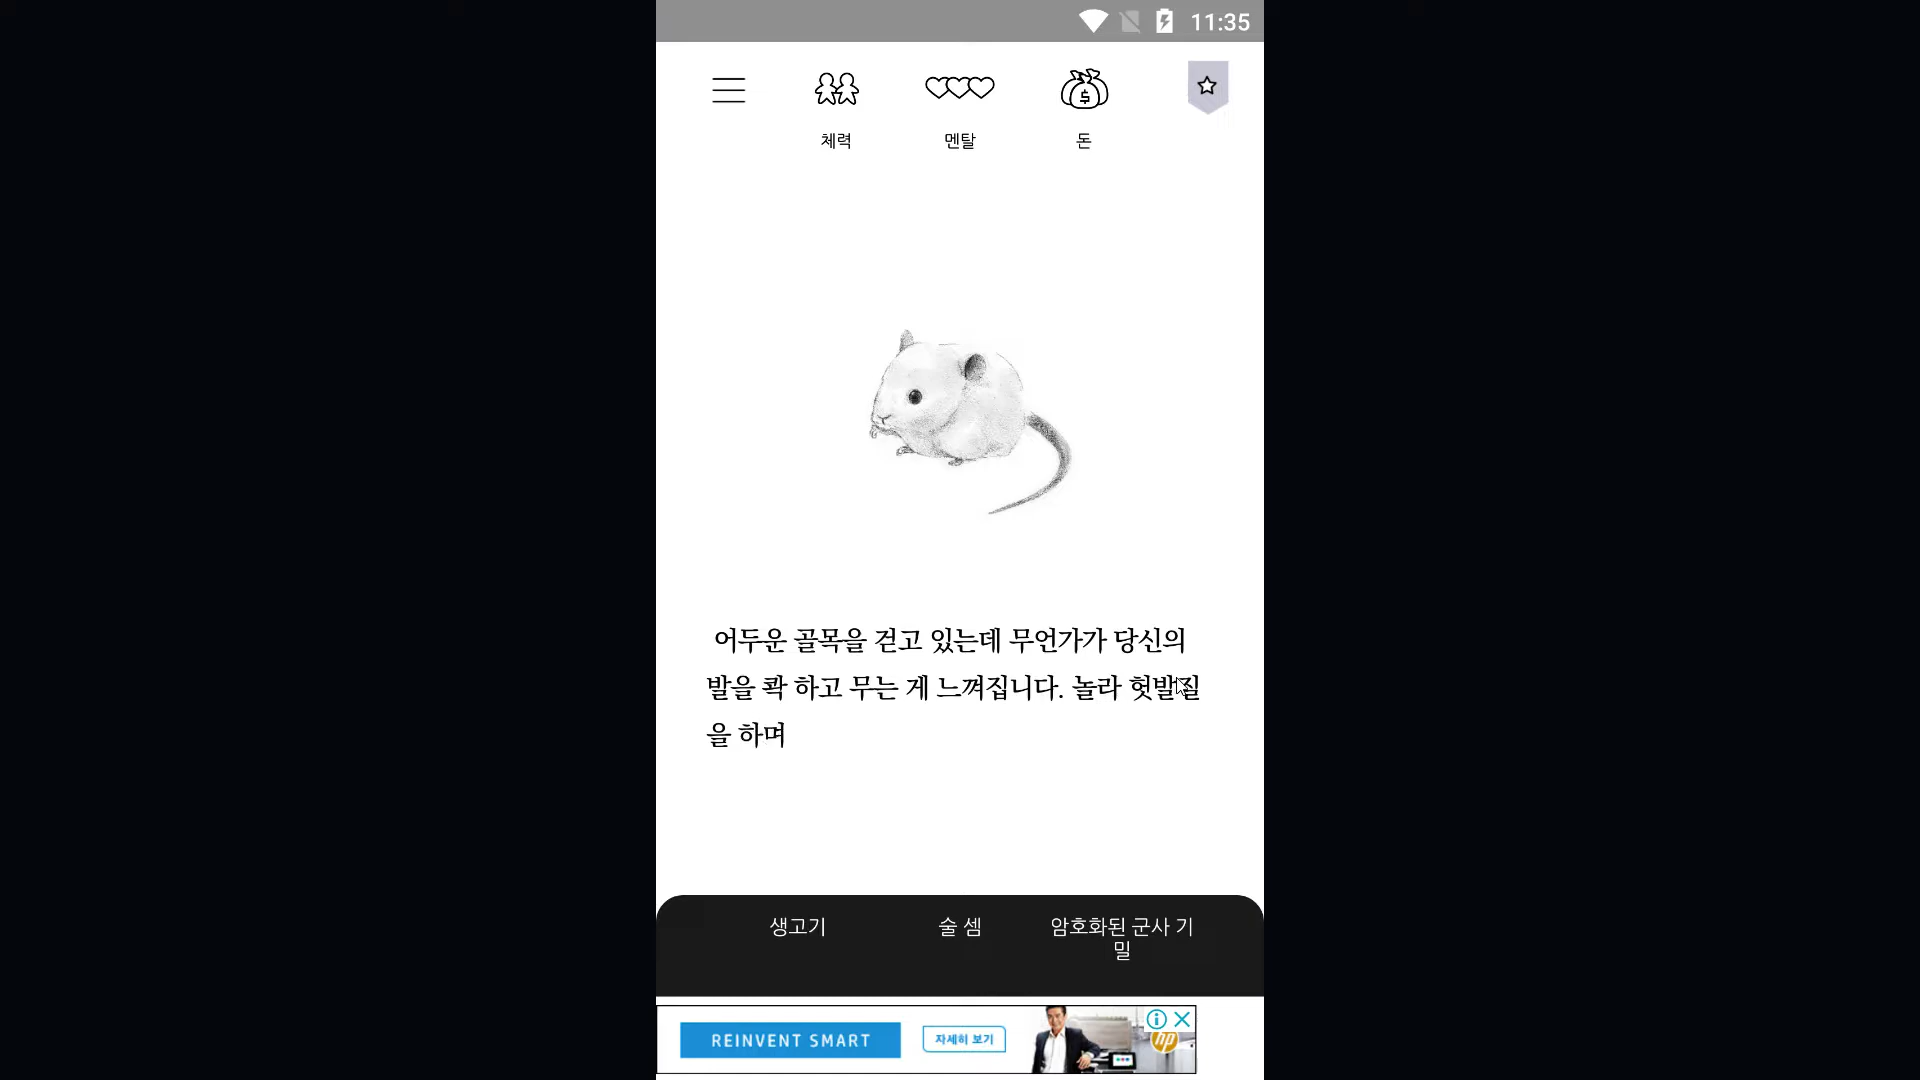 11:35
체력
멘탈
돈
어두운 골목을 걷고 있는데 무언가가 당신의
발을 콱 하고 무는 게 느껴집니다. 놀라 헛발질
을 하며
생고기
술 셈
암호화된 군사 기
밀
REINVENT SMART
자세히 보기
hp